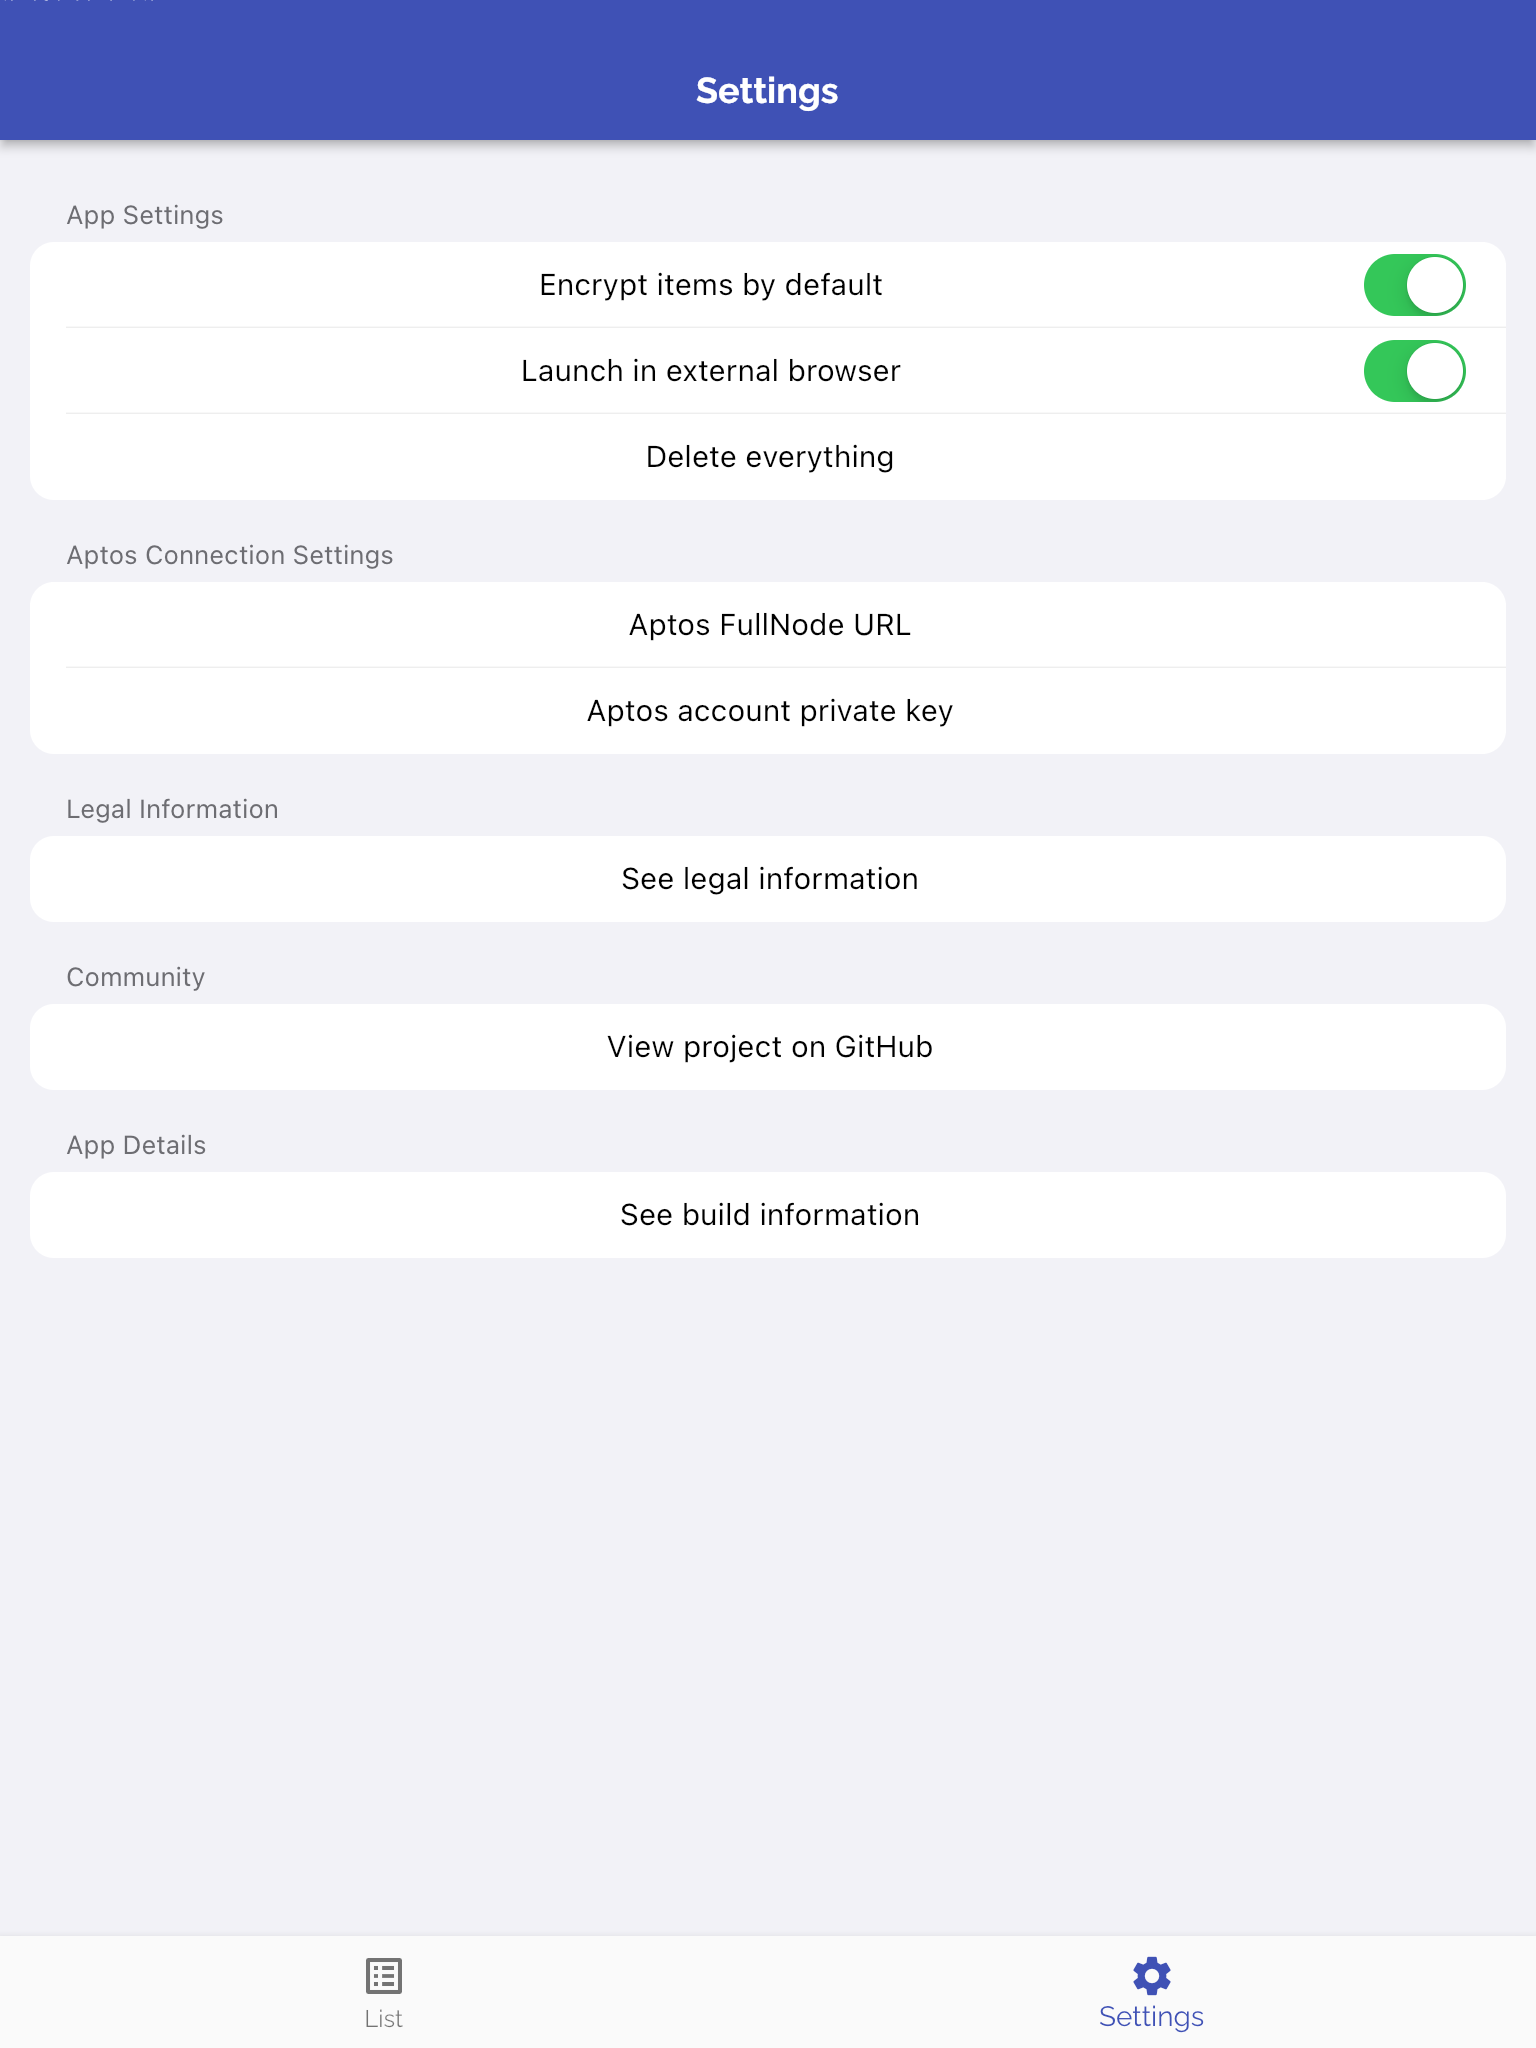 Settings
App Settings
Encrypt items by default
Launch in external browser
Delete everything
Aptos Connection Settings
Aptos FullNode URL
Aptos account private key
Legal Information
See legal information
Community
View project on GitHub
App Details
See build information
List
Settings